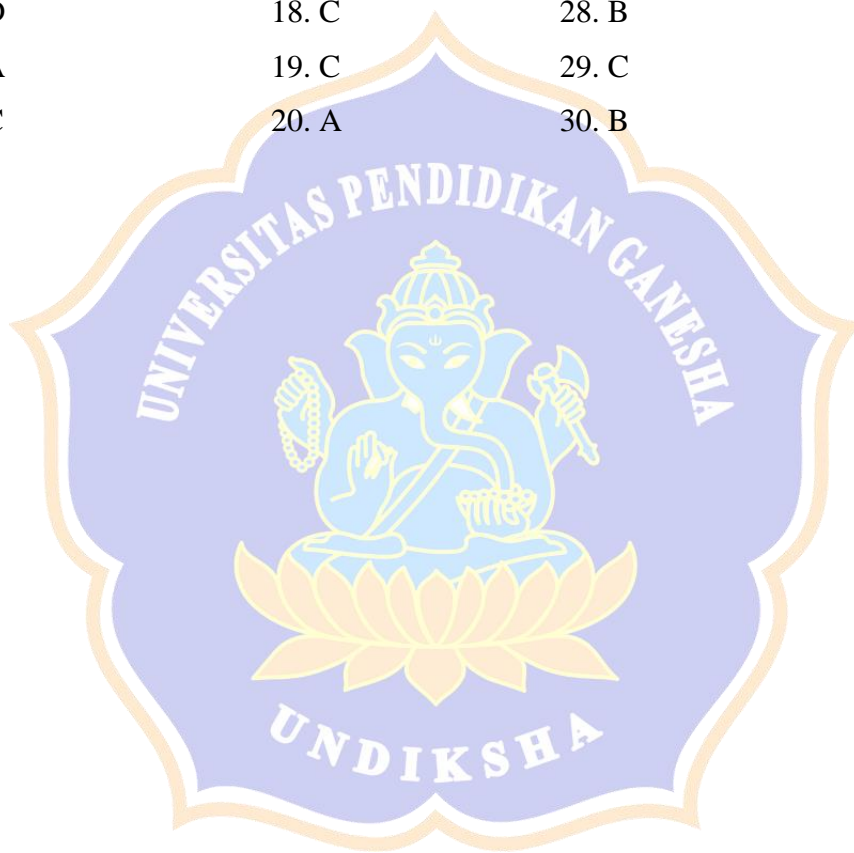 18. C 28. B
19. C 29. C
C 20. A 30. B
UNIVERSITAS PENDIDIKAN GANESHA
UNDIKSHA